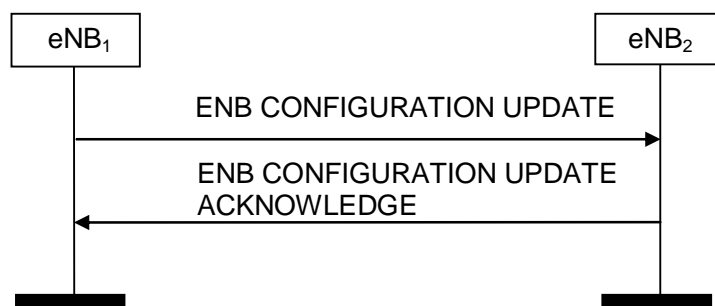 eNB₁
eNB₂
ENB CONFIGURATION UPDATE
ENB CONFIGURATION UPDATE
ACKNOWLEDGE